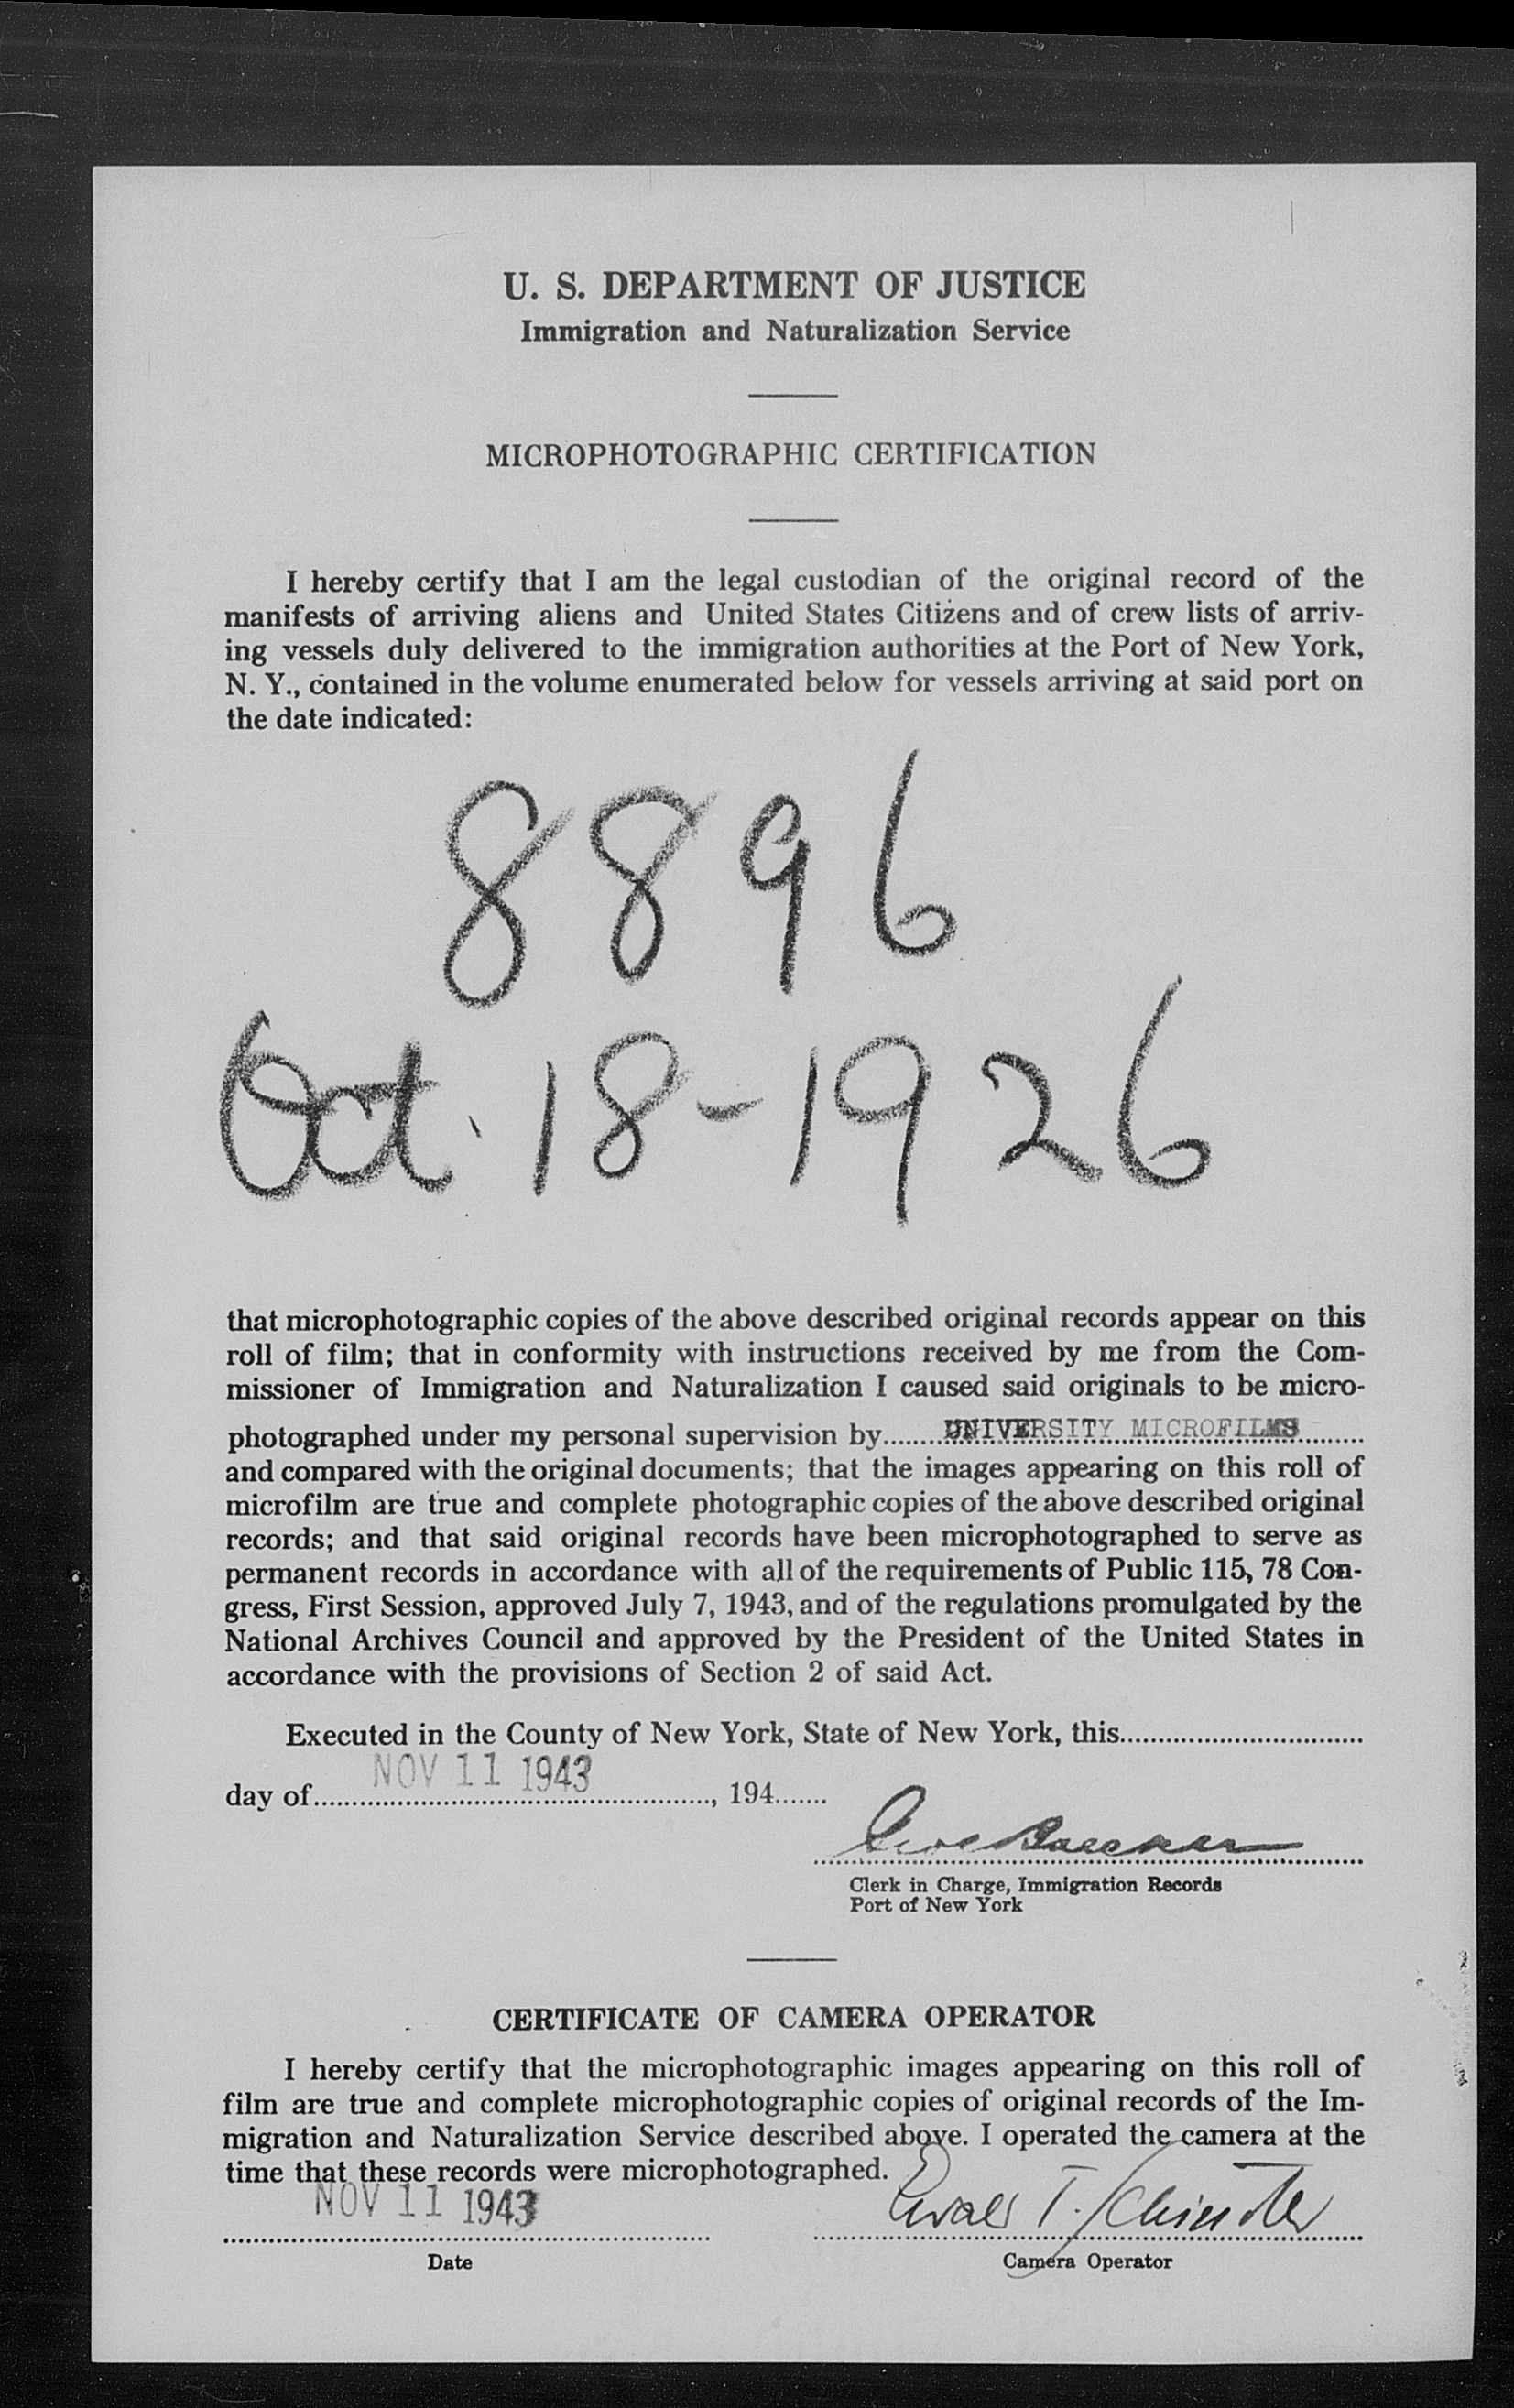 U. S. DEPARTMENT OF JUSTICE
Immigration and Naturalization Service
MICROPHOTOGRAPHIC CERTIFICATION
I hereby certify that I am the legal custodian of the original record of the
manifests of arriving aliens and United States Citizens and of crew lists of arriv-
ing vessels duly delivered to the immigration authorities at the Port of New York,
N. Y., contained in the volume enumerated below for vessels arriving at said port on
the date indicated:
8896
Oct. 18-1926
that microphotographic copies of the above described original records appear on this
roll of film; that in conformity with instructions received by me from the Com-
missioner of Immigration and Naturalization I caused said originals to be micro-
photographed under my personal supervision by UNIVERSITY MICROFILMS
and compared with the original documents; that the images appearing on this roll of
microfilm are true and complete photographic copies of the above described original
records; and that said original records have been microphotographed to serve as
permanent records in accordance with all of the requirements of Public 115, 78 Con-
gress, First Session, approved July 7, 1943, and of the regulations promulgated by the
National Archives Council and approved by the President of the United States in
accordance with the provisions of Section 2 of said Act.
Executed in the County of New York, State of New York, this
day of NOV 11 1943, 194
Clerk in Charge, Immigration Records
Port of New York
CERTIFICATE OF CAMERA OPERATOR
I hereby certify that the microphotographic images appearing on this roll of
film are true and complete microphotographic copies of original records of the Im-
migration and Naturalization Service described above. I operated the camera at the
time that these records were microphotographed.
NOV 11 1943 T. Schindler
Date
Camera Operator